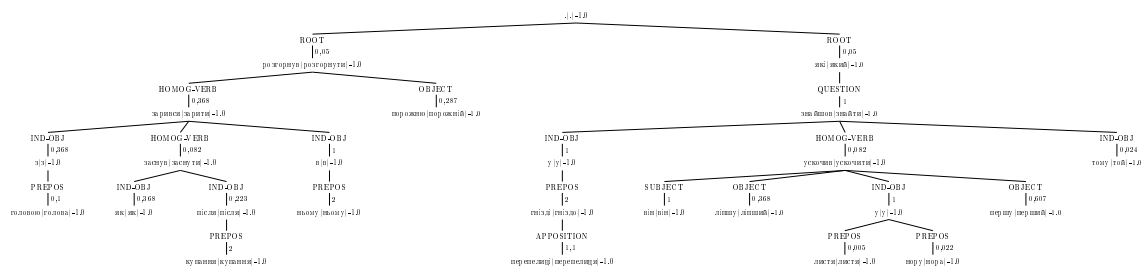 .|.|-1.0
ROOT ROOT
0,05 0,05
розгорнув|розгорнути|-1.0 які|який|-1.0
HOMOG-VERB OBJECT QUESTION
0,368 0,287 1
зарився|зарити|-1.0 порожню|порожній|-1.0 знайшов|знайти|-1.0
IND-OBJ HOMOG-VERB IND-OBJ IND-OBJ HOMOG-VERB IND-OBJ
0,368 0,082 1 1 0,082 0,024
з|з|-1.0 заснув|заснути|-1.0 в|в|-1.0 у|у|-1.0 ускочив|ускочити|-1.0 тому|той|-1.0
PREPOS IND-OBJ IND-OBJ PREPOS PREPOS SUBJECT OBJECT IND-OBJ OBJECT
0,1 0,368 0,223 2 2 1 0,368 1 0,607
головою|голова|-1.0 як|як|-1.0 після|після|-1.0 ньому|ньому|-1.0 гнізді|гніздо|-1.0 він|він|-1.0 ліпшу|ліпший|-1.0 у|у|-1.0 першу|перший|-1.0
PREPOS APPOSITION PREPOS PREPOS
2 1,1 0,005 0,022
купання|купання|-1.0 перепелиці|перепелиця|-1.0 листя|листя|-1.0 нору|нора|-1.0